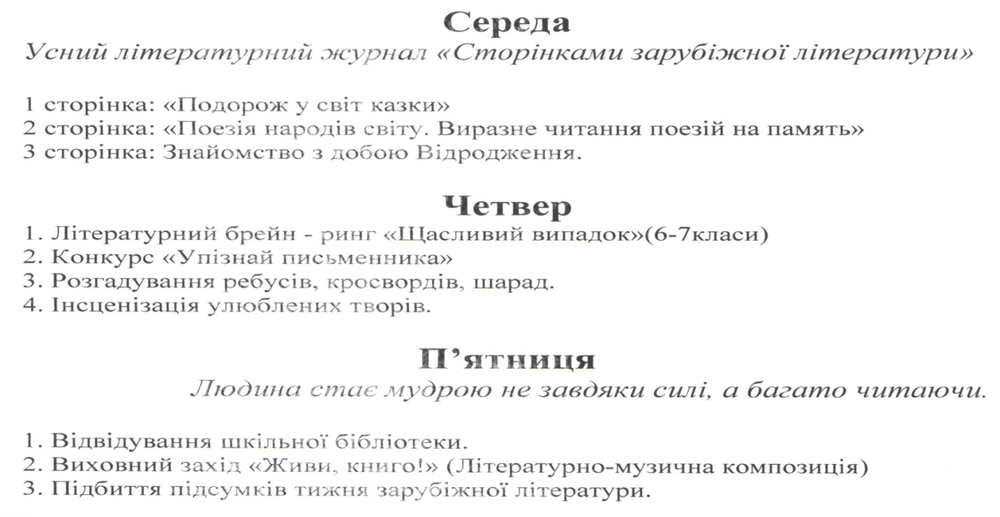 Середа
Усний літературний журнал «Сторінками зарубіжної літератури»
1 сторінка: «Подорож у світ казки»
2 сторінка: «Поезія народів світу. Виразне читання поезій на память»
3 сторінка: Знайомство з добою Відродження.
Четвер
1. Літературний брейн - ринг «Щасливий випадок»(6-7класи)
2. Конкурс «Упізнай письменника»
3. Розгадування ребусів, кросвордів, шарад.
4. Інсценізація улюблених творів.
П’ятниця
Людина стає мудрою не завдяки силі, а багато читаючи.
1. Відвідування шкільної бібліотеки.
2. Виховний захід «Живи, книго!» (Літературно-музична композиція)
3. Підбиття підсумків тижня зарубіжної літератури.